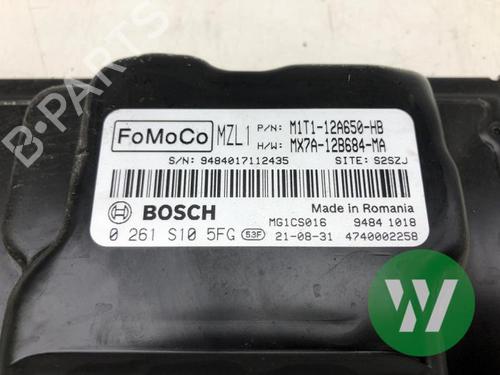 B-PARTS
FoMoCo MZL1 P/N: M1T1-12A650-HB
H/W: MX7A-12B684-MA
S/N: 9484017112435 SITE: S2SZJ
BOSCH Made in Romania
MG1CS016 9484 1018
0 261 S10 5FG 53F 21-08-31 4740002258
W